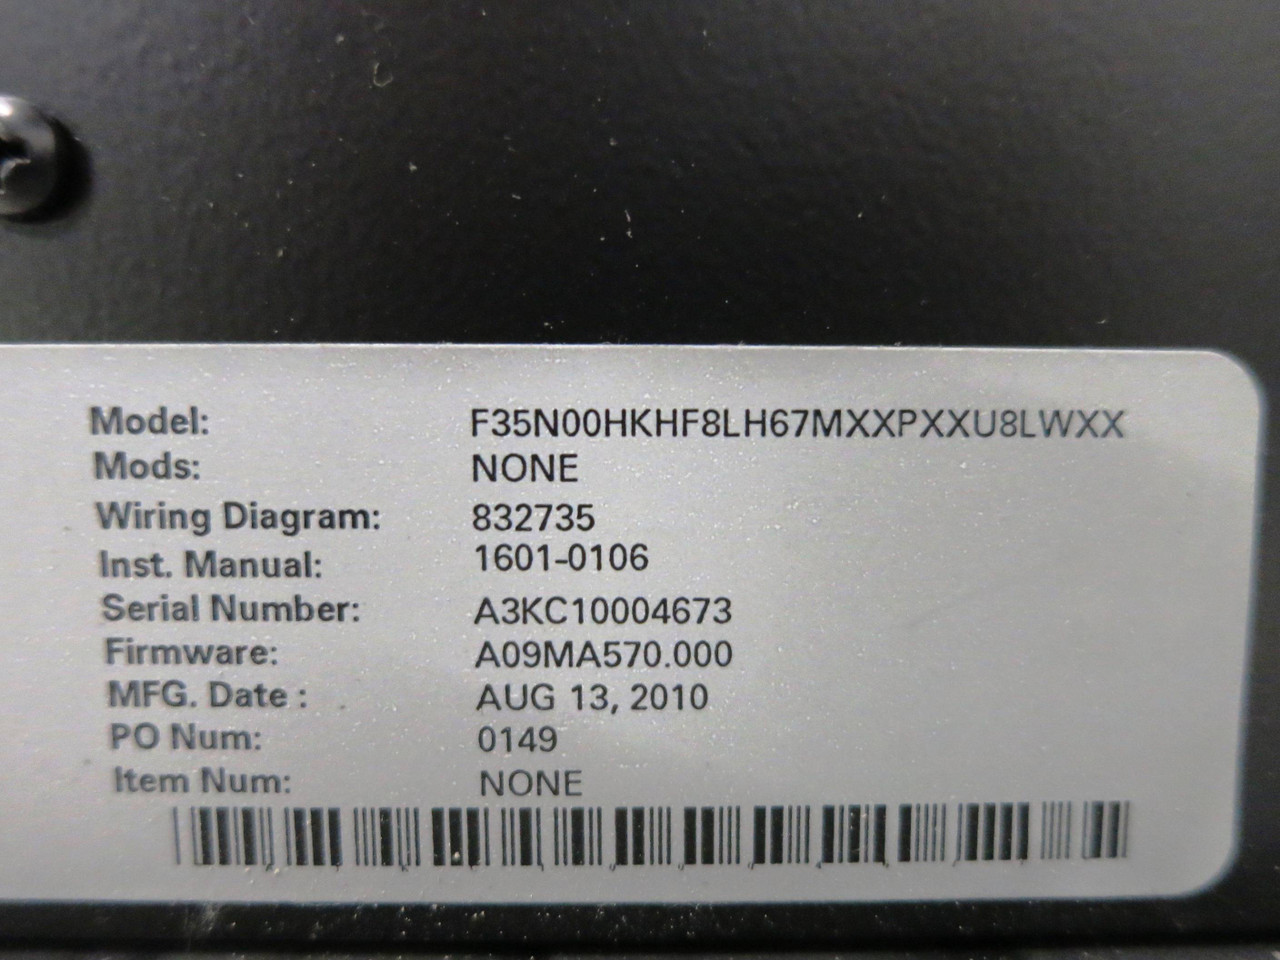 Model: F35N00HKHF8LH67MXXPXXU8LWXX
Mods: NONE
Wiring Diagram: 832735
Inst. Manual: 1601-0106
Serial Number: A3KC10004673
Firmware: A09MA570.000
MFG. Date : AUG 13, 2010
PO Num: 0149
Item Num: NONE